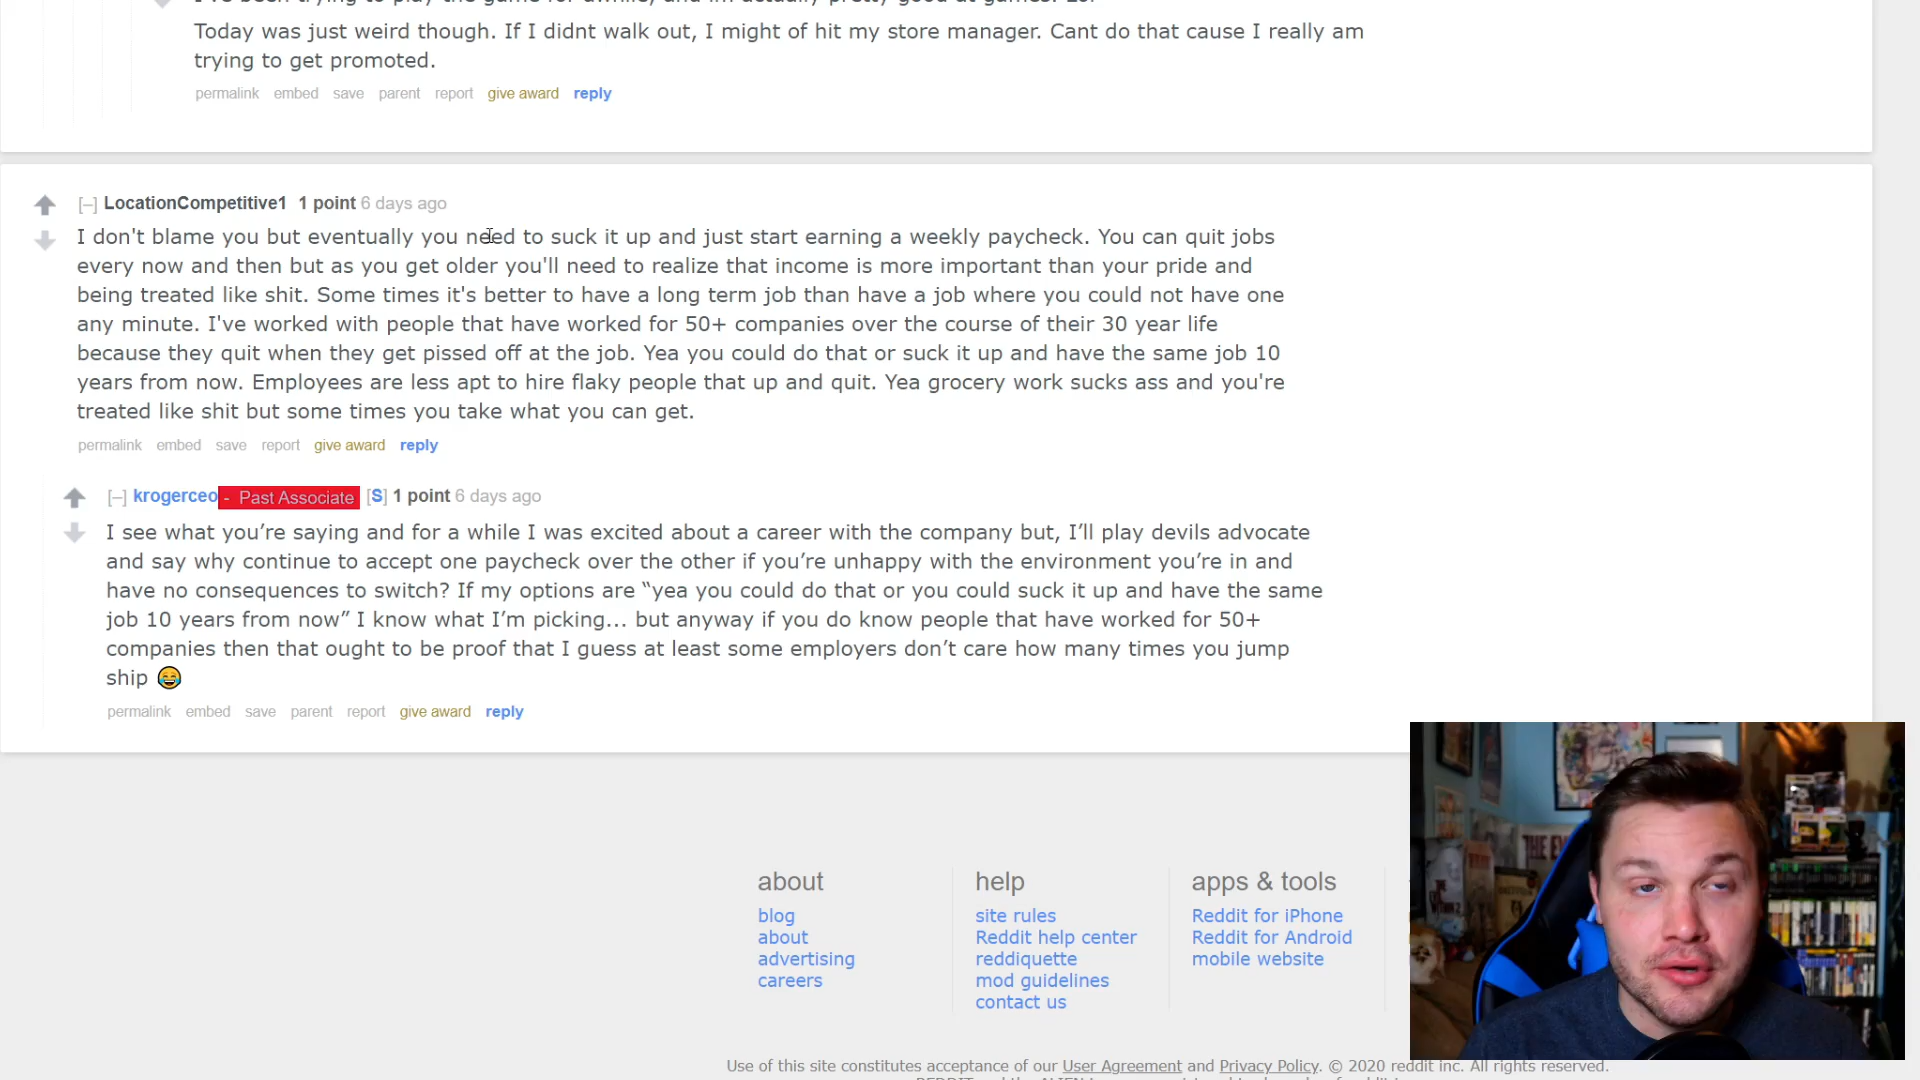 Today was just weird though. If I didnt walk out, I might of hit my store manager. Cant do that cause I really am
trying to get promoted.
permalink embed save parent report give award reply
[–] LocationCompetitive1 1 point 6 days ago
I don't blame you but eventually you need to suck it up and just start earning a weekly paycheck. You can quit jobs
every now and then but as you get older you'll need to realize that income is more important than your pride and
being treated like shit. Some times it's better to have a long term job than have a job where you could not have one
any minute. I've worked with people that have worked for 50+ companies over the course of their 30 year life
because they quit when they get pissed off at the job. Yea you could do that or suck it up and have the same job 10
years from now. Employees are less apt to hire flaky people that up and quit. Yea grocery work sucks ass and you're
treated like shit but some times you take what you can get.
permalink embed save report give award reply
[–] krogerceo - Past Associate [S] 1 point 6 days ago
I see what you’re saying and for a while I was excited about a career with the company but, I’ll play devils advocate
and say why continue to accept one paycheck over the other if you’re unhappy with the environment you’re in and
have no consequences to switch? If my options are “yea you could do that or you could suck it up and have the same
job 10 years from now” I know what I’m picking... but anyway if you do know people that have worked for 50+
companies then that ought to be proof that I guess at least some employers don’t care how many times you jump
ship 😂
permalink embed save parent report give award reply
about
blog
about
advertising
careers
help
site rules
Reddit help center
reddiquette
mod guidelines
contact us
apps & tools
Reddit for iPhone
Reddit for Android
mobile website
Use of this site constitutes acceptance of our User Agreement and Privacy Policy. © 2020 reddit inc. All rights reserved.